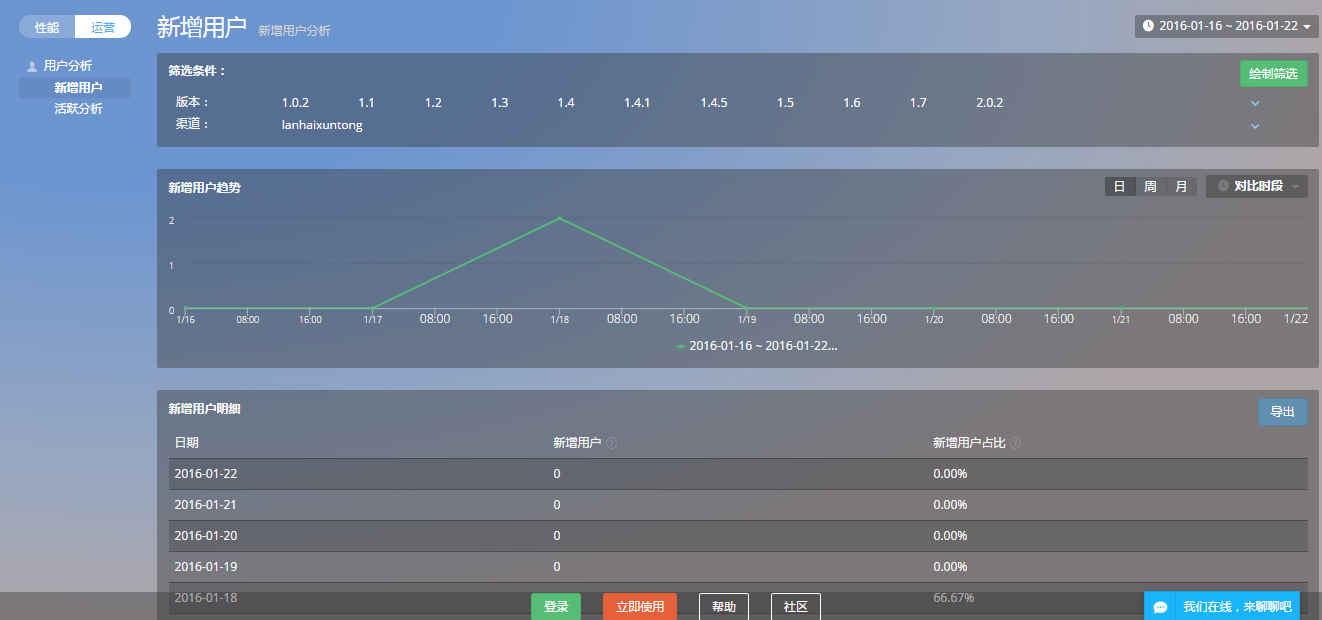 性能 运营
新增用户 新增用户分析
2016-01-16 ~ 2016-01-22
用户分析
新增用户
活跃分析
筛选条件：
绘制筛选
版本： 1.0.2 1.1 1.2 1.3 1.4 1.4.1 1.4.5 1.5 1.6 1.7 2.0.2
渠道： lanhaixuntong
新增用户趋势
日 周 月 对比时段
2
1
0
1/16 08:00 16:00 1/17 08:00 16:00 1/18 08:00 16:00 1/19 08:00 16:00 1/20 08:00 16:00 1/21 08:00 16:00 1/22
2016-01-16 ~ 2016-01-22...
新增用户明细
导出
日期 新增用户 ? 新增用户占比 ?
2016-01-22 0 0.00%
2016-01-21 0 0.00%
2016-01-20 0 0.00%
2016-01-19 0 0.00%
2016-01-18 66.67%
登录 立即使用 帮助 社区
我们在线，来聊聊吧